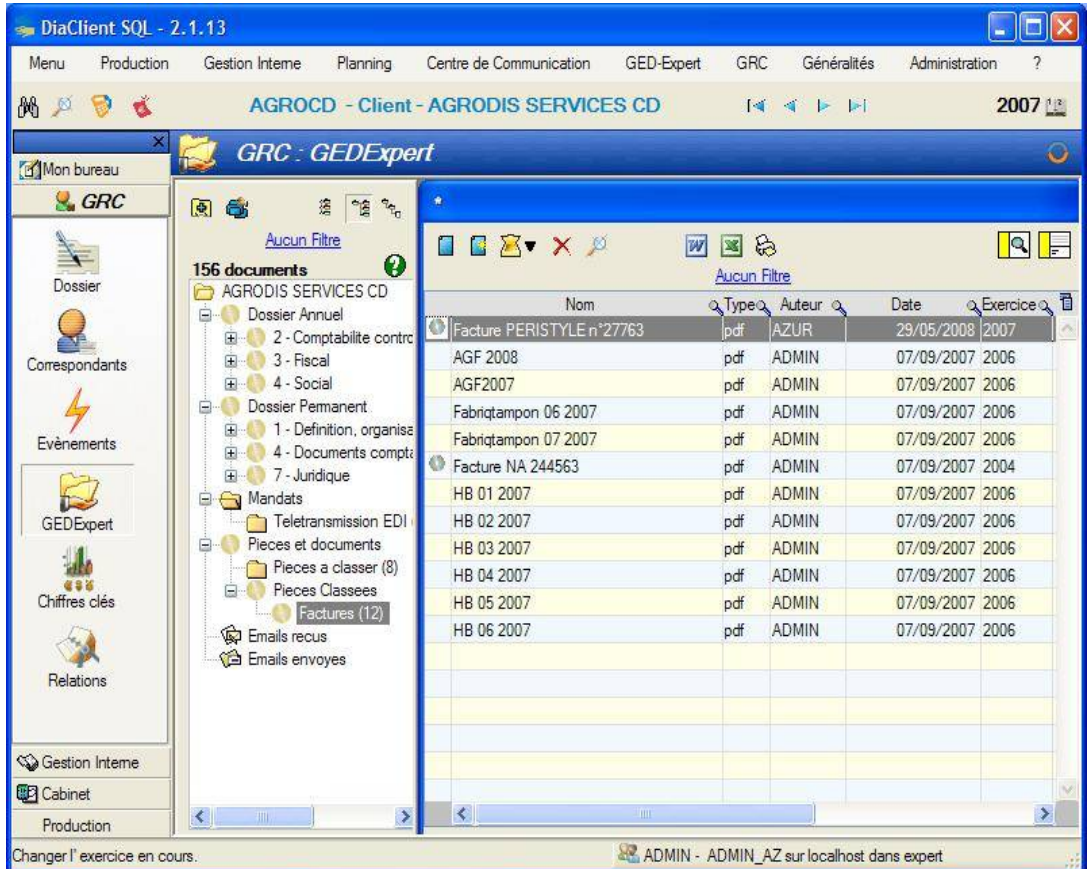 DiaClient SQL - 2.1.13
Menu Production Gestion Interne Planning Centre de Communication GED-Expert GRC Généralités Administration ?
AGROCD - Client - AGRODIS SERVICES CD
2007
GRC : GEDExpert
Mon bureau
GRC
Dossier
Correspondants
Evènements
GEDExpert
Chiffres clés
Relations
Gestion Interne
Cabinet
Production
Aucun Filtre
156 documents
AGRODIS SERVICES CD
Dossier Annuel
2 - Comptabilite contrc
3 - Fiscal
4 - Social
Dossier Permanent
1 - Definition, organisa
4 - Documents compta
7 - Juridique
Mandats
Teletransmission EDI
Pieces et documents
Pieces a classer (8)
Pieces Classees
Factures (12)
Emails recus
Emails envoyes
Aucun Filtre
Nom Type Auteur Date Exercice
Facture PERISTYLE n°27763 pdf AZUR 29/05/2008 2007
AGF 2008 pdf ADMIN 07/09/2007 2006
AGF2007 pdf ADMIN 07/09/2007 2006
Fabriqtampon 06 2007 pdf ADMIN 07/09/2007 2006
Fabriqtampon 07 2007 pdf ADMIN 07/09/2007 2006
Facture NA 244563 pdf ADMIN 07/09/2007 2004
HB 01 2007 pdf ADMIN 07/09/2007 2006
HB 02 2007 pdf ADMIN 07/09/2007 2006
HB 03 2007 pdf ADMIN 07/09/2007 2006
HB 04 2007 pdf ADMIN 07/09/2007 2006
HB 05 2007 pdf ADMIN 07/09/2007 2006
HB 06 2007 pdf ADMIN 07/09/2007 2006
Changer l'exercice en cours.
ADMIN - ADMIN_AZ sur localhost dans expert